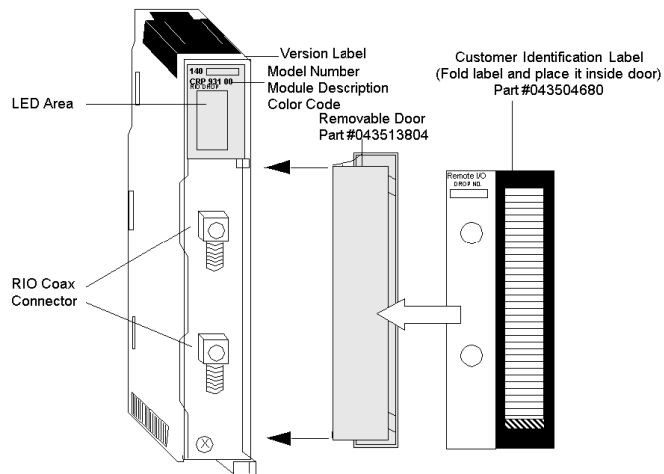 Version Label
140
CRP 931 00
RIO DROP
Model Number
Module Description
Color Code
LED Area
Removable Door
Part #043513804
Customer Identification Label
(Fold label and place it inside door)
Part #043504680
Remote I/O
DROP NO.
RIO Coax
Connector